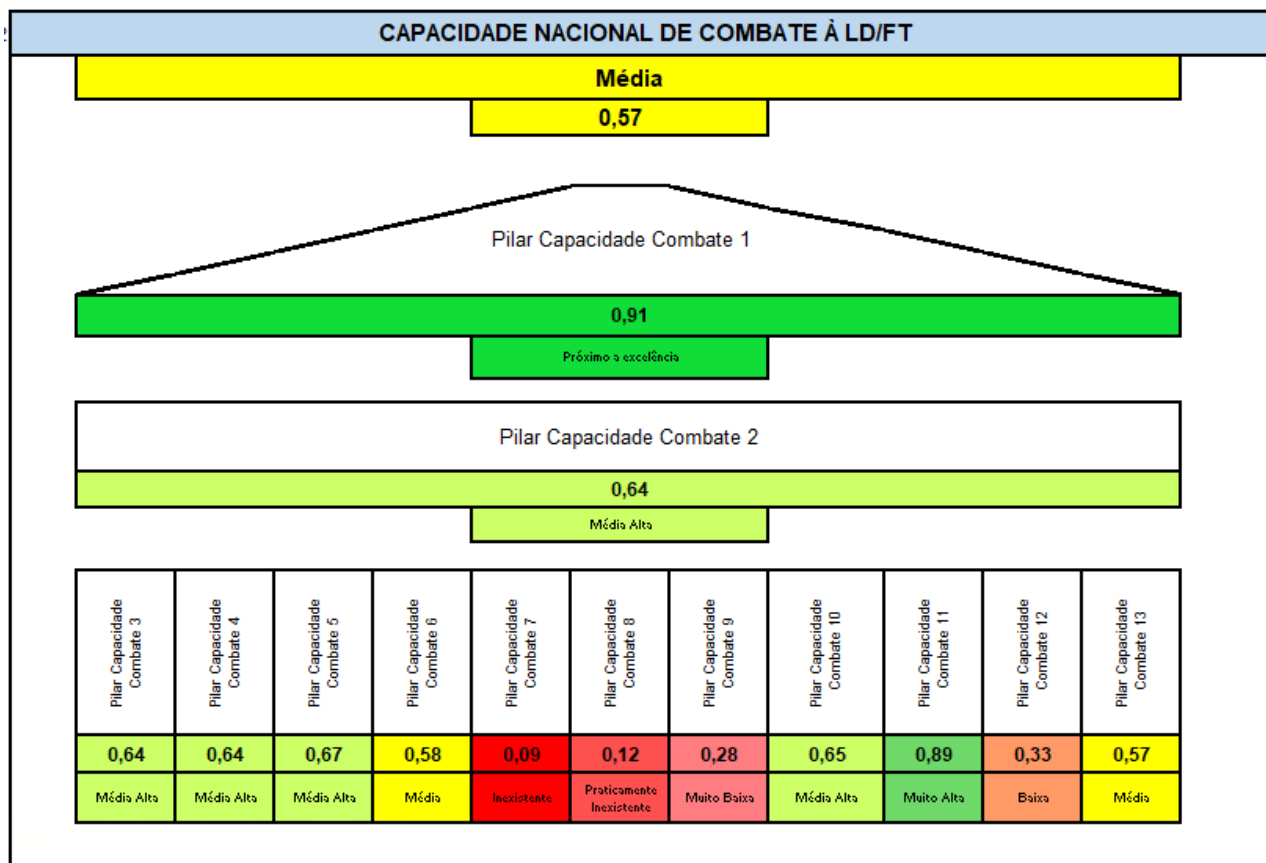 CAPACIDADE NACIONAL DE COMBATE À LD/FT
Média
0,57
Pilar Capacidade Combate 1
0,91
Próximo a excelência
Pilar Capacidade Combate 2
0,64
Média Alta
Pilar Capacidade
Combate 3
Pilar Capacidade
Combate 4
Pilar Capacidade
Combate 5
Pilar Capacidade
Combate 6
Pilar Capacidade
Combate 7
Pilar Capacidade
Combate 8
Pilar Capacidade
Combate 9
Pilar Capacidade
Combate 10
Pilar Capacidade
Combate 11
Pilar Capacidade
Combate 12
Pilar Capacidade
Combate 13
0,64 0,64 0,67 0,58 0,09 0,12 0,28 0,65 0,89 0,33 0,57
Média Alta Média Alta Média Alta Média Inexistente Praticamente Inexistente Muito Baixa Média Alta Muito Alta Baixa Média